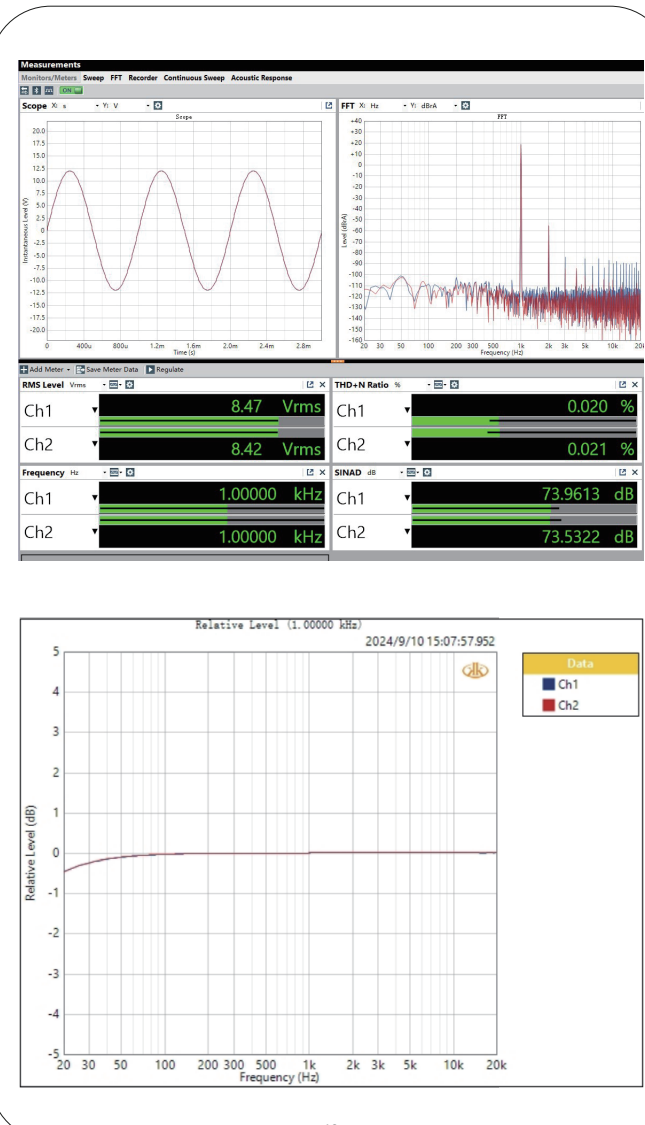 Measurements
Monitors/Meters Sweep FFT Recorder Continuous Sweep Acoustic Response
ON
Scope X: s Y: V
Scope
20.0
17.5
15.0
12.5
10.0
7.5
5.0
2.5
0
-2.5
-5.0
-7.5
-10.0
-12.5
-15.0
-17.5
-20.0
Instantaneous Level (V)
0 400u 800u 1.2m 1.6m 2.0m 2.4m 2.8m
Time (s)
FFT X: Hz Y: dBrA
FFT
+40
+30
+20
+10
0
-10
-20
-30
-40
-50
-60
-70
-80
-90
-100
-110
-120
-130
-140
-150
-160
Level (dBrA)
20 30 50 100 200 300 500 1k 2k 3k 5k 10k 20k
Frequency (Hz)
Add Meter Save Meter Data Regulate
RMS Level Vrms
Ch1 8.47 Vrms
Ch2 8.42 Vrms
THD+N Ratio %
Ch1 0.020 %
Ch2 0.021 %
Frequency Hz
Ch1 1.00000 kHz
Ch2 1.00000 kHz
SINAD dB
Ch1 73.9613 dB
Ch2 73.5322 dB
Relative Level (1.00000 kHz)
2024/9/10 15:07:57.952
5
4
3
2
1
0
-1
-2
-3
-4
-5
Relative Level (dB)
20 30 50 100 200 300 500 1k 2k 3k 5k 10k 20k
Frequency (Hz)
Data
Ch1
Ch2